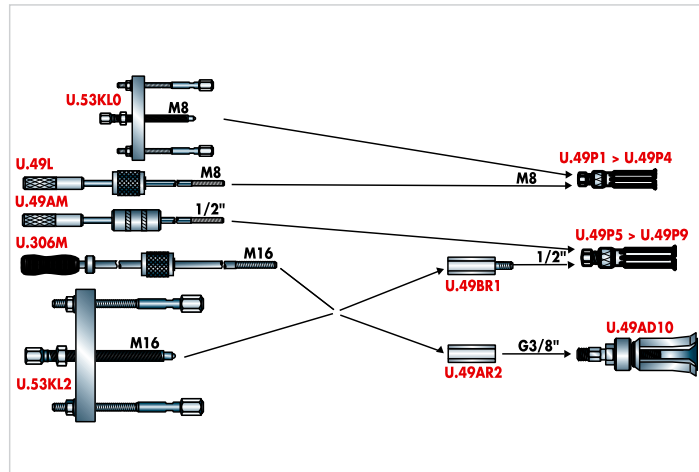 U.53KL0
M8
U.49L
M8
U.49AM
1/2"
U.306M
M16
U.53KL2
M16
U.49P1 > U.49P4
M8
U.49P5 > U.49P9
1/2"
U.49BR1
U.49AD10
G3/8"
U.49AR2